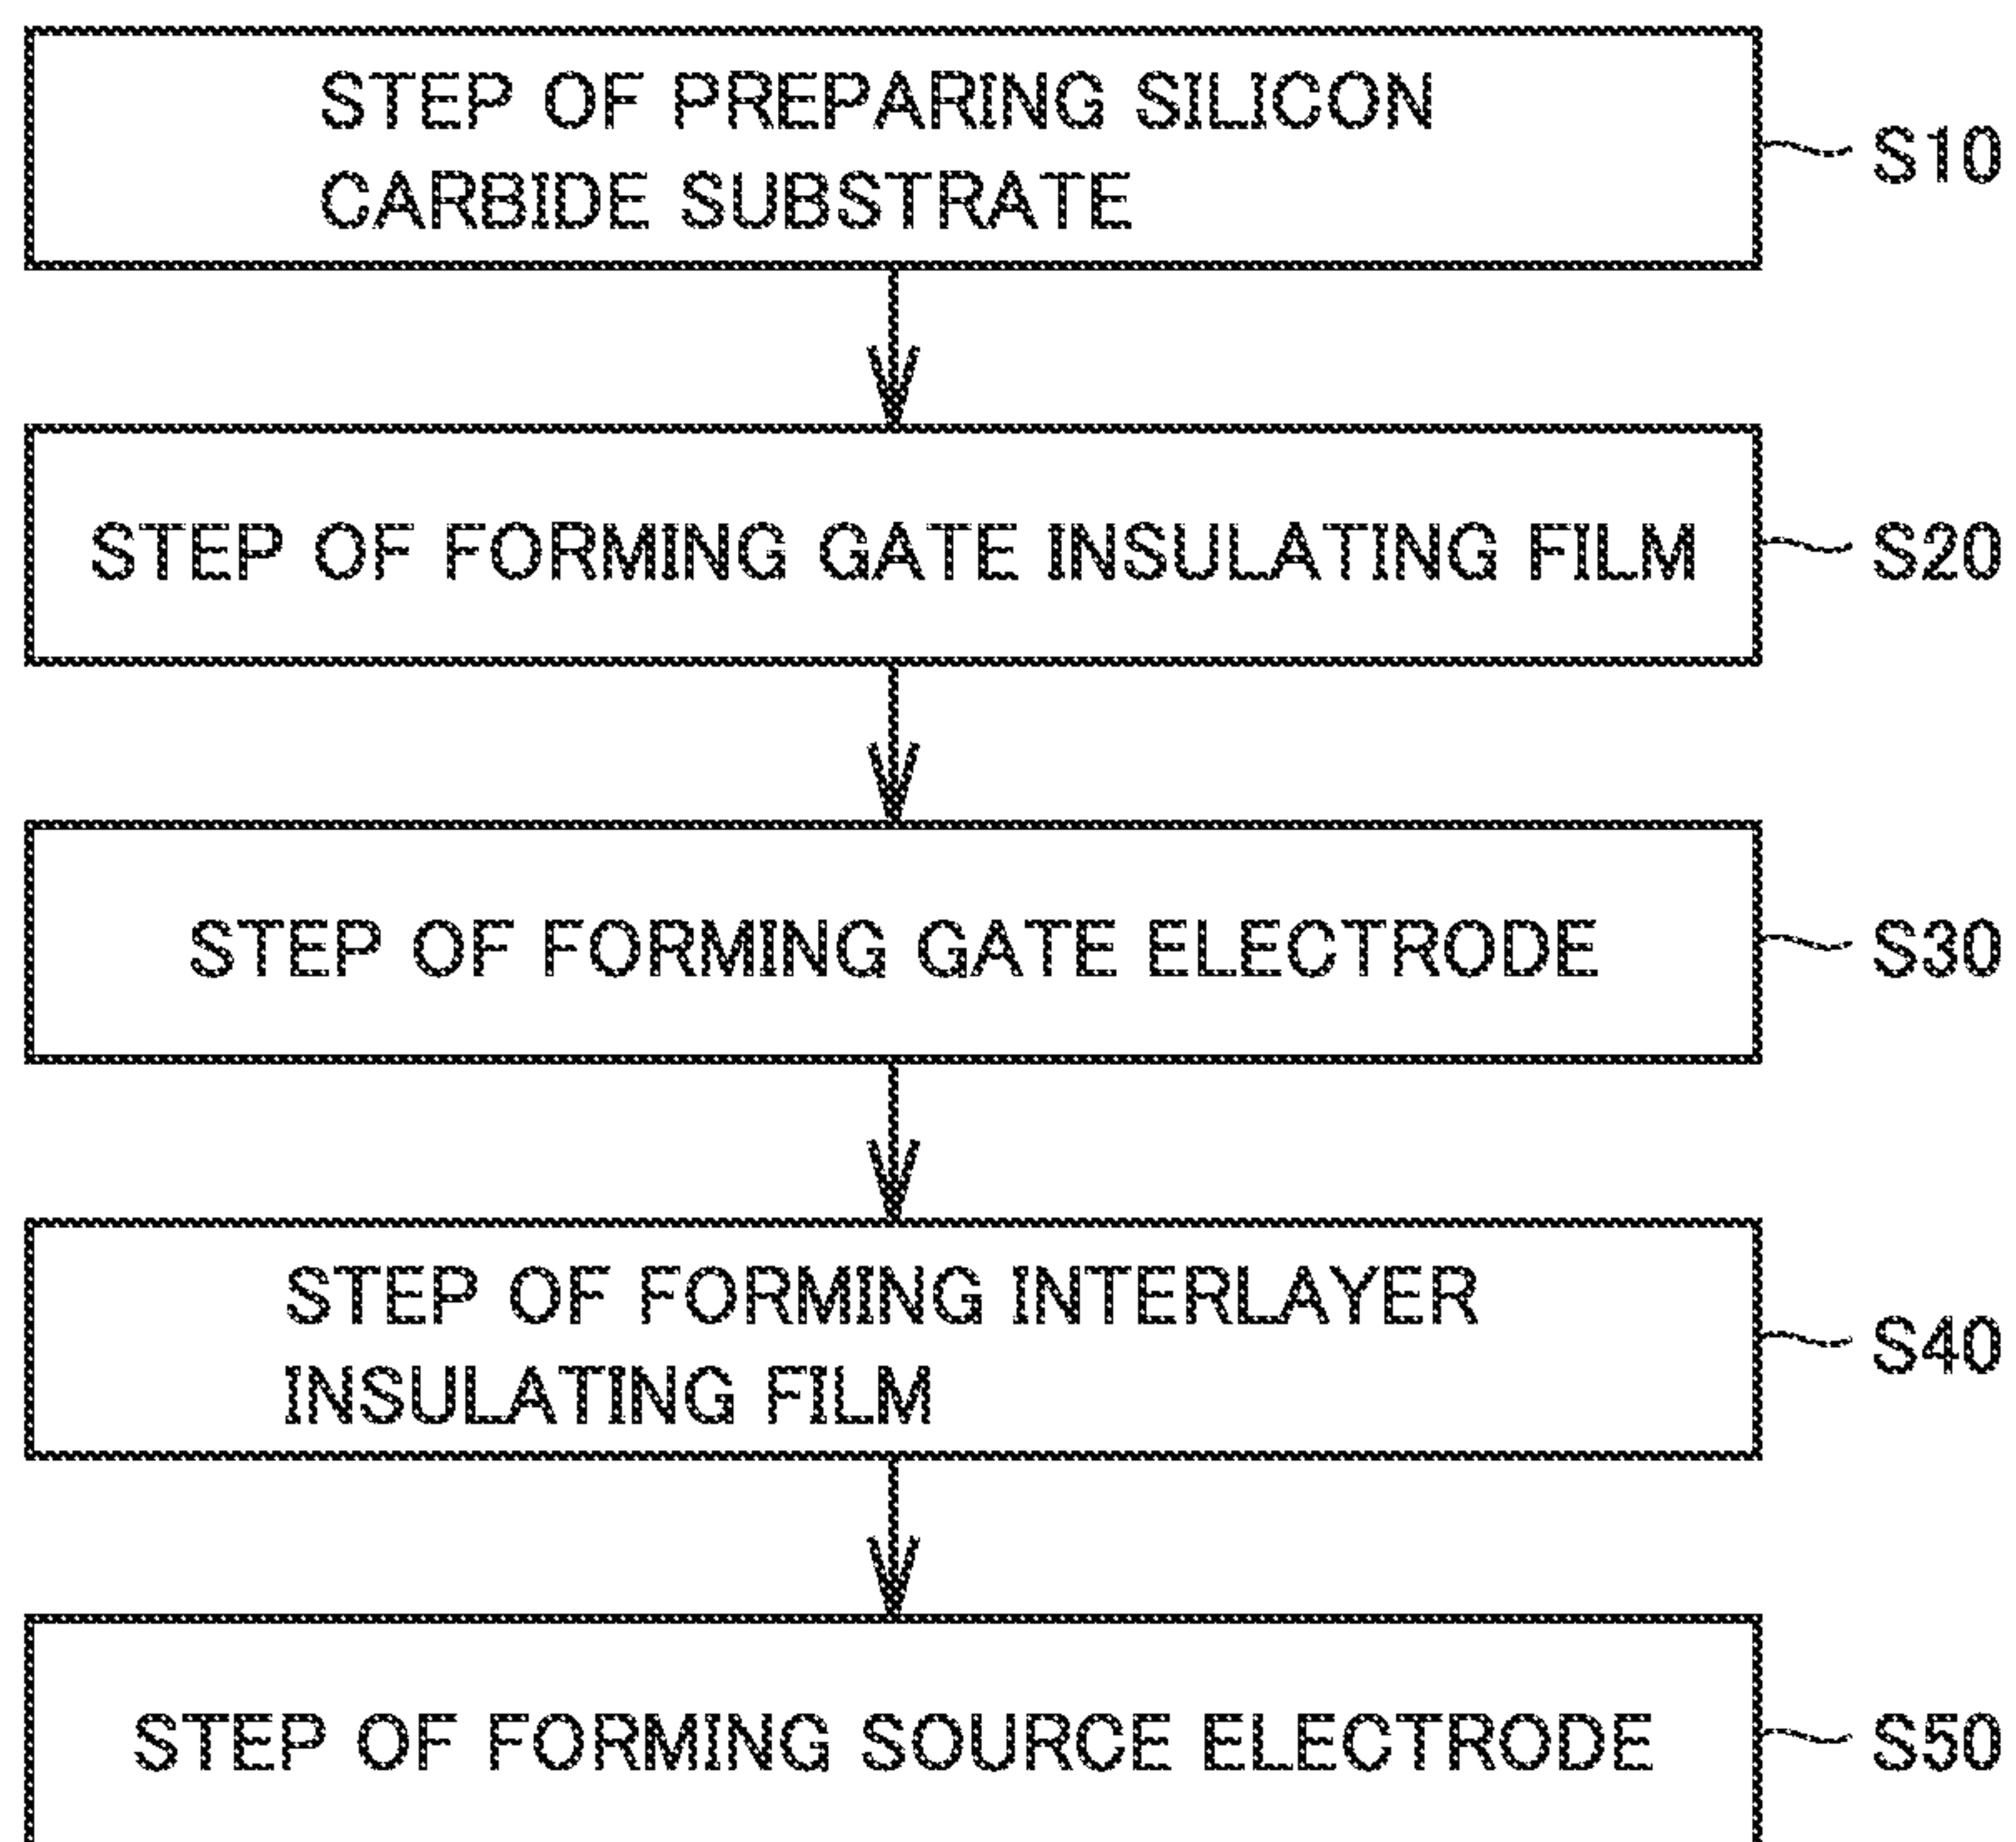 STEP OF PREPARING SILICON
CARBIDE SUBSTRATE
S10
STEP OF FORMING GATE INSULATING FILM
S20
STEP OF FORMING GATE ELECTRODE
S30
STEP OF FORMING INTERLAYER
INSULATING FILM
S40
STEP OF FORMING SOURCE ELECTRODE
S50